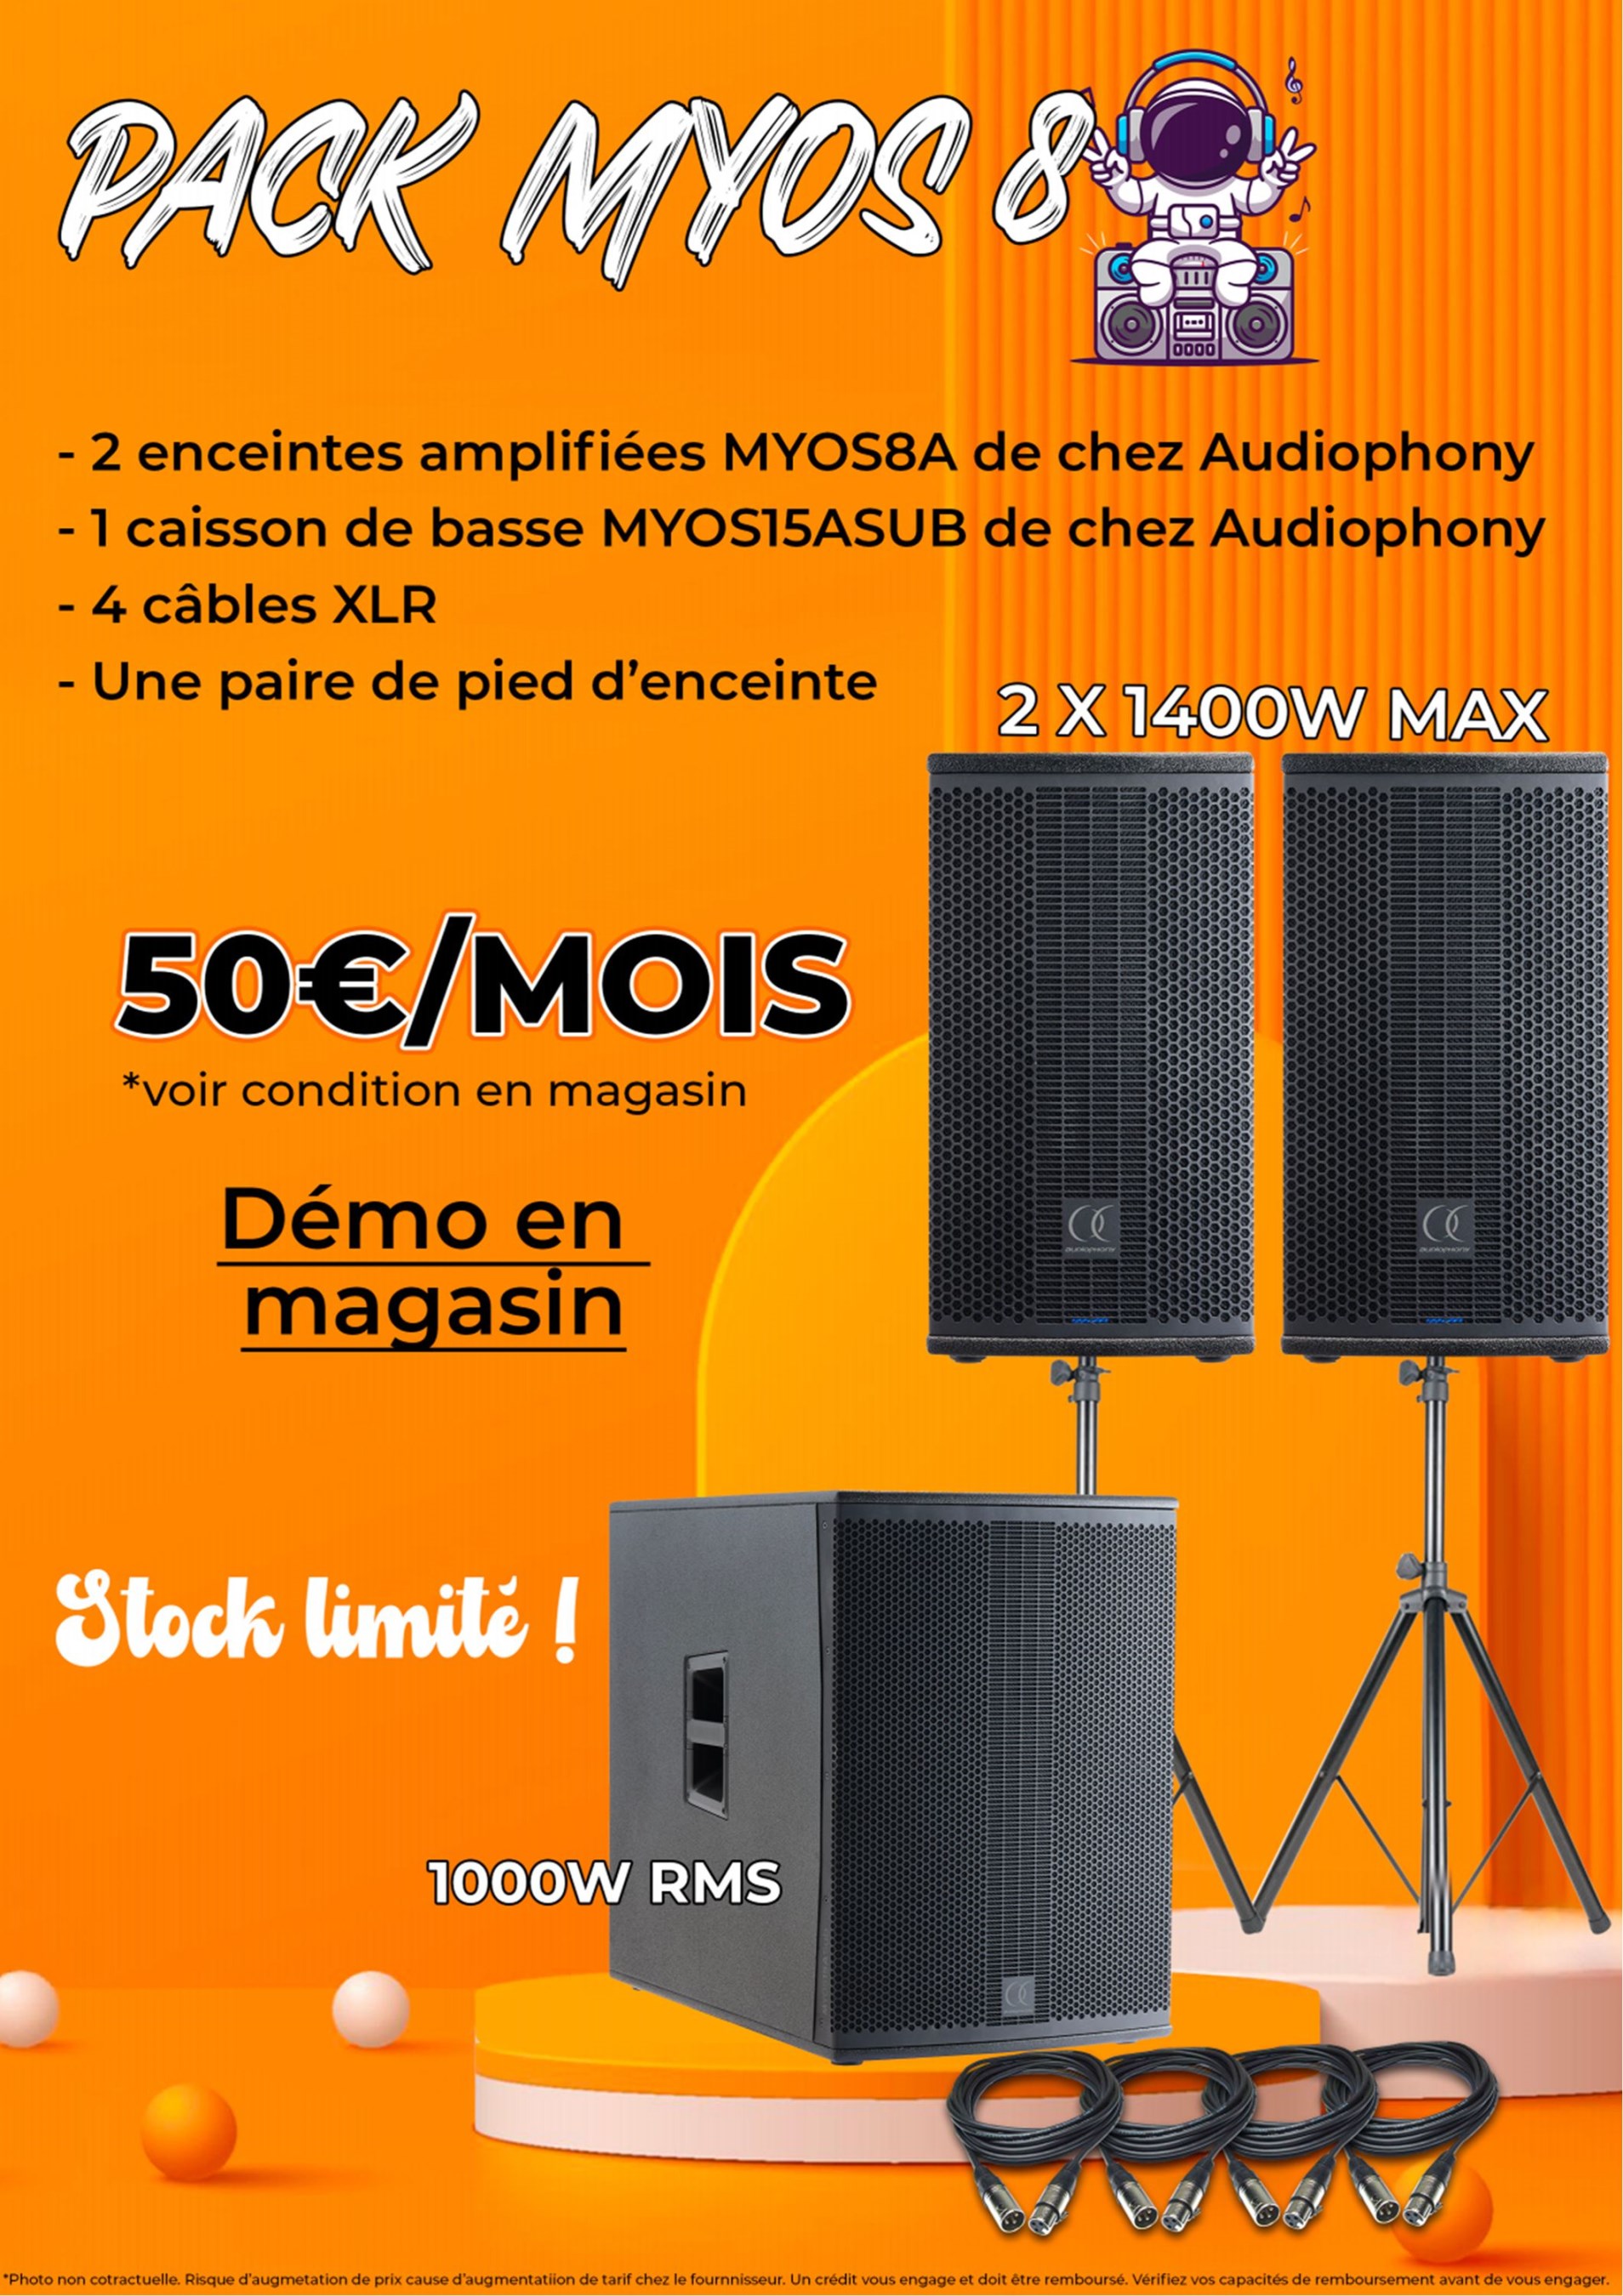 PACK MYOS 8
- 2 enceintes amplifiées MYOS8A de chez Audiophony
- 1 caisson de basse MYOS15ASUB de chez Audiophony
- 4 câbles XLR
- Une paire de pied d’enceinte
2 X 1400W MAX
50€/MOIS
*voir condition en magasin
Démo en
magasin
audiophony
audiophony
Stock limité !
1000W RMS
*Photo non cotractuelle. Risque d'augmetation de prix cause d'augmentatiion de tarif chez le fournnisseur. Un crédit vous engage et doit être remboursé. Vérifiez vos capacités de remboursement avant de vous engager.